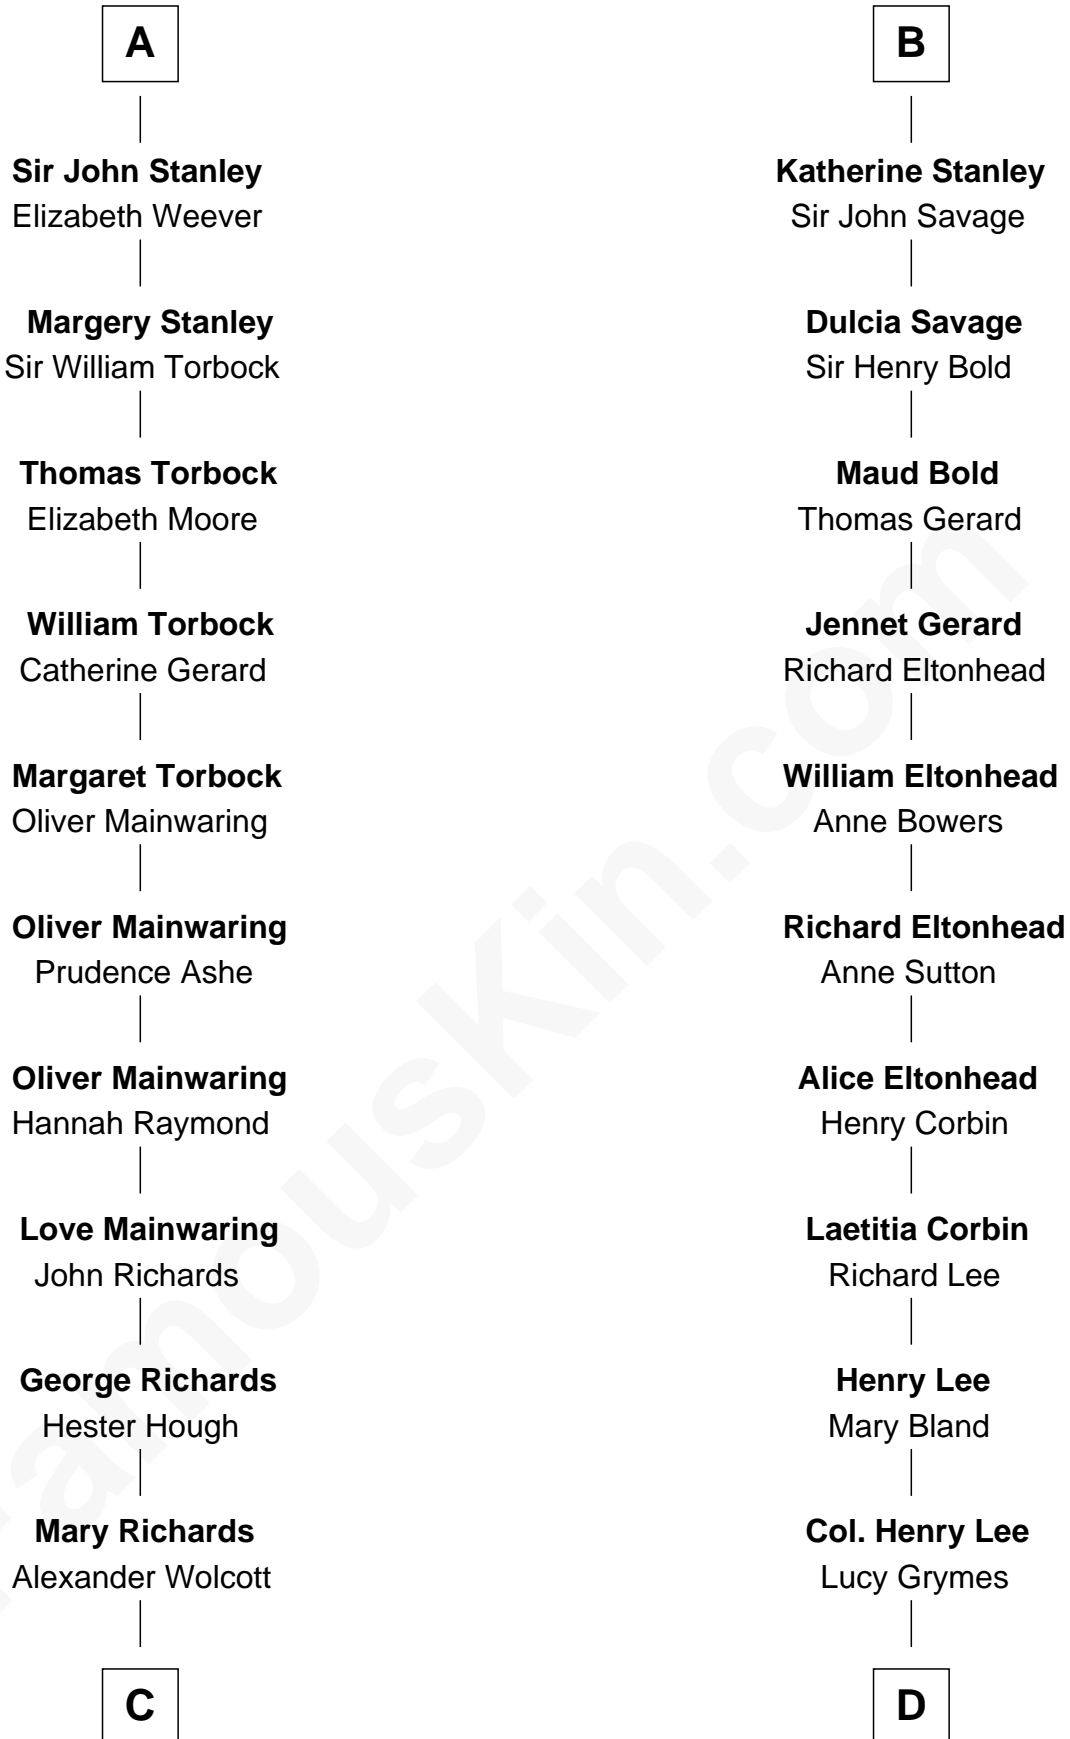 A
Sir John Stanley
Elizabeth Weever
Margery Stanley
Sir William Torbock
Thomas Torbock
Elizabeth Moore
William Torbock
Catherine Gerard
Margaret Torbock
Oliver Mainwaring
Oliver Mainwaring
Prudence Ashe
Oliver Mainwaring
Hannah Raymond
Love Mainwaring
John Richards
George Richards
Hester Hough
Mary Richards
Alexander Wolcott
C
B
Katherine Stanley
Sir John Savage
Dulcia Savage
Sir Henry Bold
Maud Bold
Thomas Gerard
Jennet Gerard
Richard Eltonhead
William Eltonhead
Anne Bowers
Richard Eltonhead
Anne Sutton
Alice Eltonhead
Henry Corbin
Laetitia Corbin
Richard Lee
Henry Lee
Mary Bland
Col. Henry Lee
Lucy Grymes
D
FamousKin.com